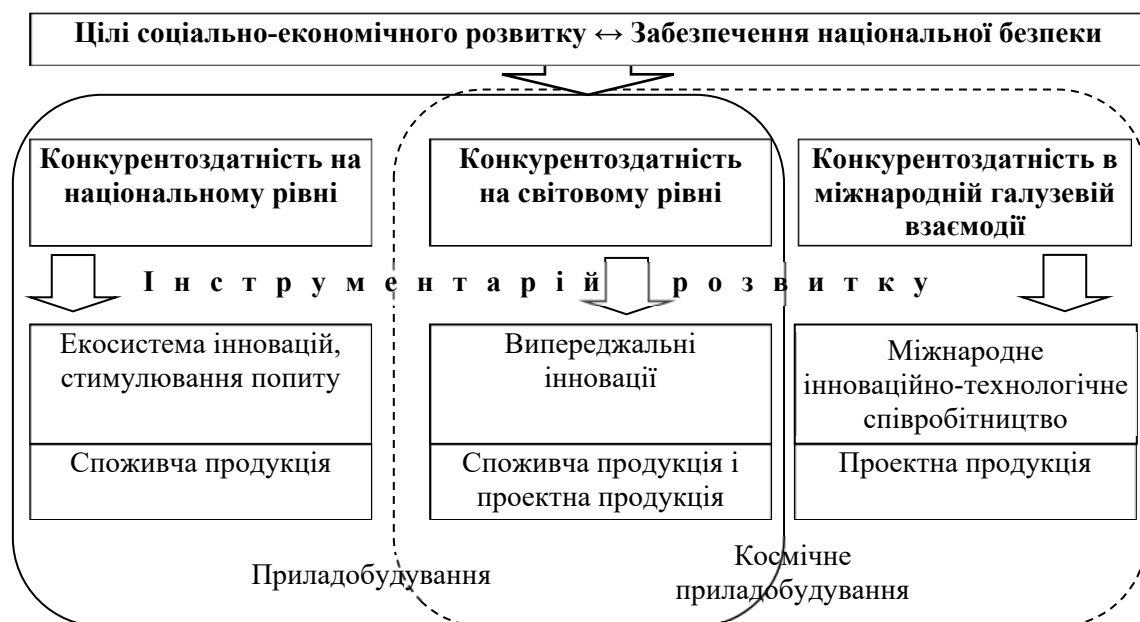 Цілі соціально-економічного розвитку ↔ Забезпечення національної безпеки
Конкурентоздатність на
національному рівні
Конкурентоздатність
на світовому рівні
Конкурентоздатність в
міжнародній галузевій
взаємодії
Інструментарій розвитку
Екосистема інновацій,
стимулювання попиту
Випереджальні
інновації
Міжнародне
інноваційно-технологічне
співробітництво
Споживча продукція
Споживча продукція і
проектна продукція
Проектна продукція
Приладобудування
Космічне
приладобудування